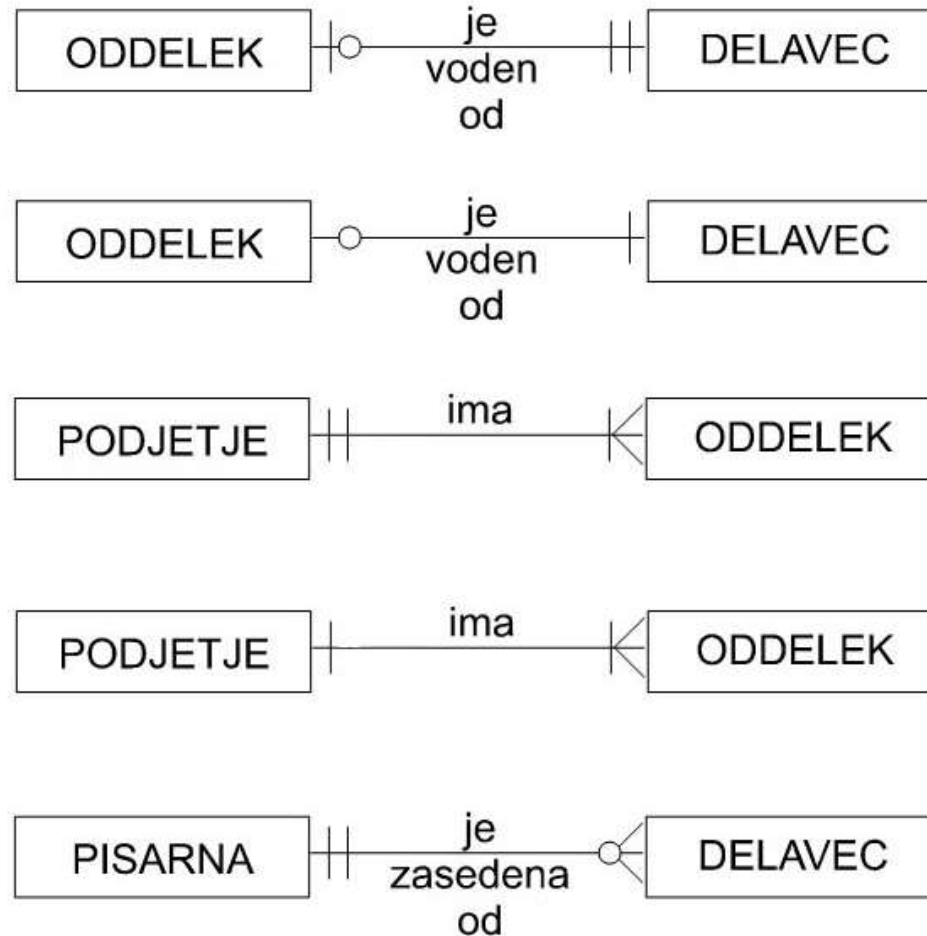 ODDELEK je DELAVEC
voden
od
ODDELEK je DELAVEC
voden
od
PODJETJE ima ODDELEK
PODJETJE ima ODDELEK
PISARNA je DELAVEC
zasedena
od